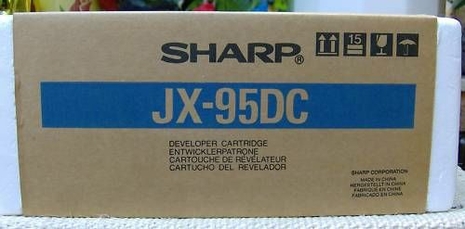 SHARP®
15
JX-95DC
DEVELOPER CARTRIDGE
ENTWICKLERPATRONE
CARTOUCHE DE RÉVÉLATEUR
CARTUCHO DEL REVELADOR
SHARP CORPORATION
MADE IN CHINA
HERGESTELLT IN CHINA
FABRIQUÉ EN CHINE
FABRICADO EN CHINA